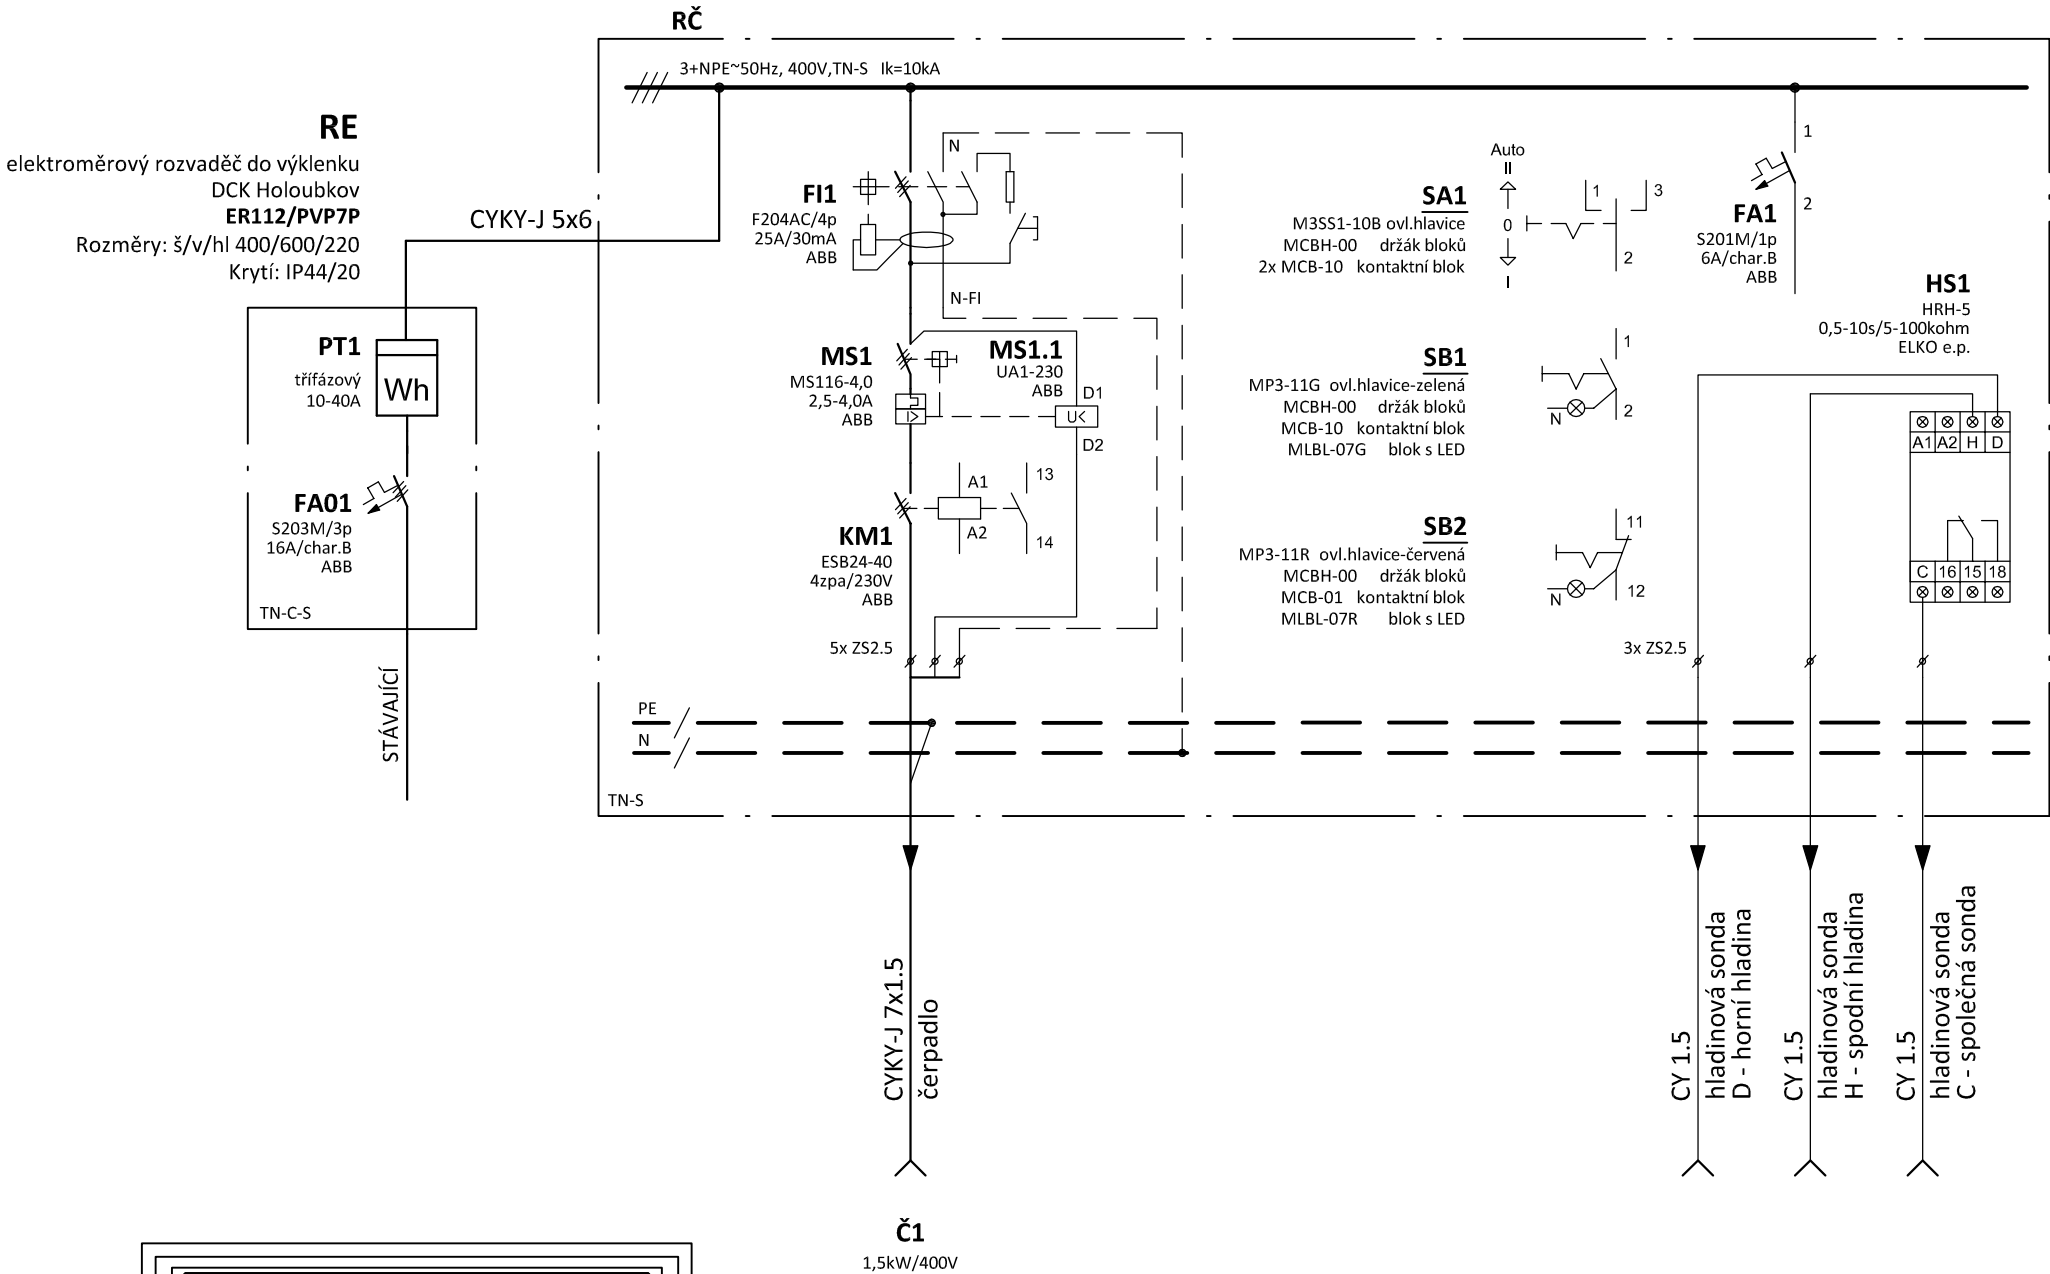 RČ
3+NPE~50Hz, 400V,TN-S   Ik=10kA
RE
elektroměrový rozvaděč do výklenku
DCK Holoubkov
ER112/PVP7P
Rozměry: š/v/hl 400/600/220
Krytí: IP44/20
CYKY-J 5x6
PT1
třífázový
10-40A
Wh
FA01
S203M/3p
16A/char.B
ABB
TN-C-S
STÁVAJÍCÍ
N
FI1
F204AC/4p
25A/30mA
ABB
N-FI
MS1
MS116-4,0
2,5-4,0A
ABB
I>
MS1.1
UA1-230
ABB
D1
U<
D2
KM1
ESB24-40
4zpa/230V
ABB
A1
A2
13
14
5x ZS2.5
SA1
M3SS1-10B ovl.hlavice
MCBH-00 držák bloků
2x MCB-10 kontaktní blok
Auto
II
0
I
1
3
2
SB1
MP3-11G ovl.hlavice-zelená
MCBH-00 držák bloků
MCB-10 kontaktní blok
MLBL-07G blok s LED
1
2
N
SB2
MP3-11R ovl.hlavice-červená
MCBH-00 držák bloků
MCB-01 kontaktní blok
MLBL-07R blok s LED
11
12
N
FA1
S201M/1p
6A/char.B
ABB
1
2
HS1
HRH-5
0,5-10s/5-100kohm
ELKO e.p.
A1 A2 H D
C 16 15 18
3x ZS2.5
PE
N
TN-S
CYKY-J 7x1.5
čerpadlo
CY 1.5
hladinová sonda
D - horní hladina
CY 1.5
hladinová sonda
H - spodní hladina
CY 1.5
hladinová sonda
C - společná sonda
Č1
1,5kW/400V